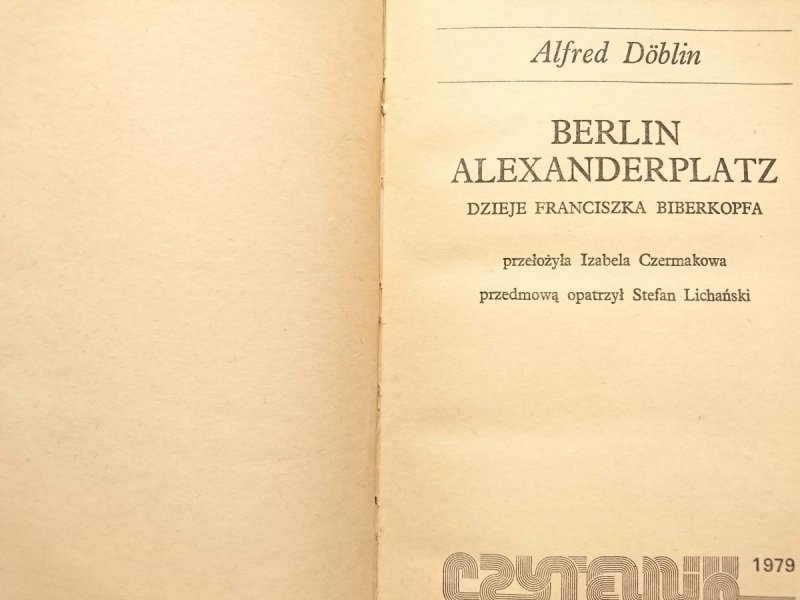 Alfred Döblin
BERLIN
ALEXANDERPLATZ
DZIEJE FRANCISZKA BIBERKOPFA
przełożyła Izabela Czermakowa
przedmową opatrzył Stefan Lichański
CZYTELNIK 1979